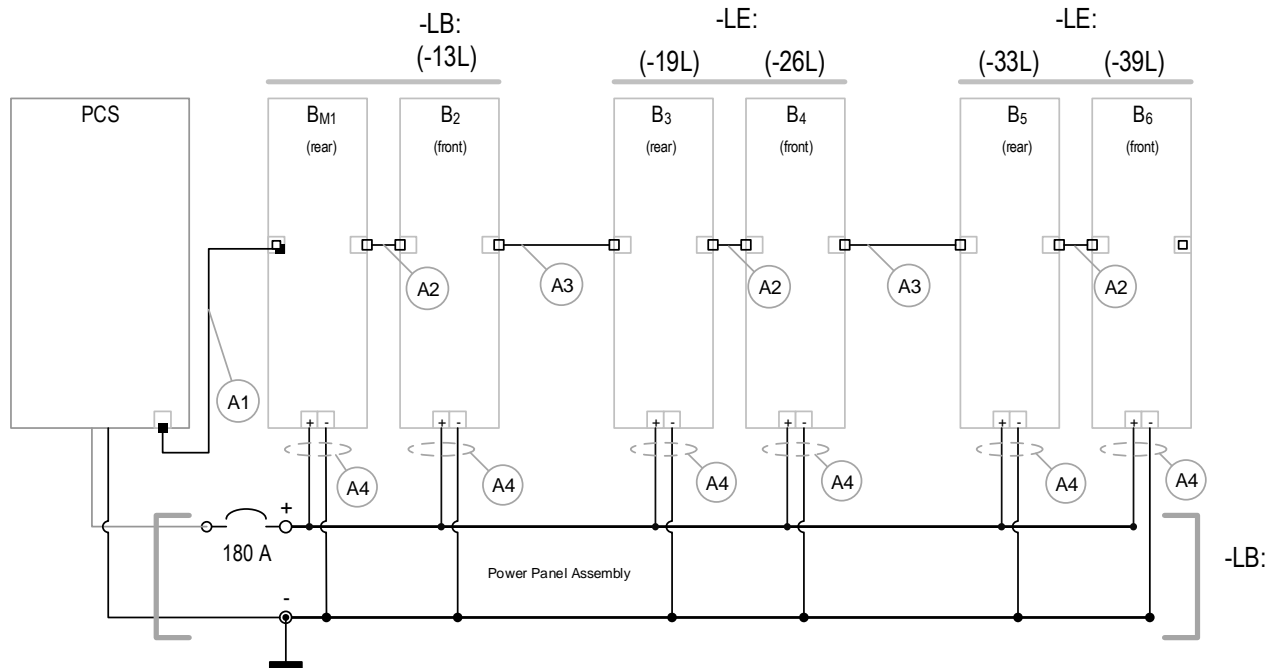 -LB:
(-13L)
-LE:
(-19L) (-26L)
-LE:
(-33L) (-39L)
PCS
BM1
(rear)
B2
(front)
B3
(rear)
B4
(front)
B5
(rear)
B6
(front)
A2
A3
A2
A3
A2
A1
+ -
+ -
+ -
+ -
+ -
+ -
A4
A4
A4
A4
A4
A4
+
180 A
-
Power Panel Assembly
-LB: